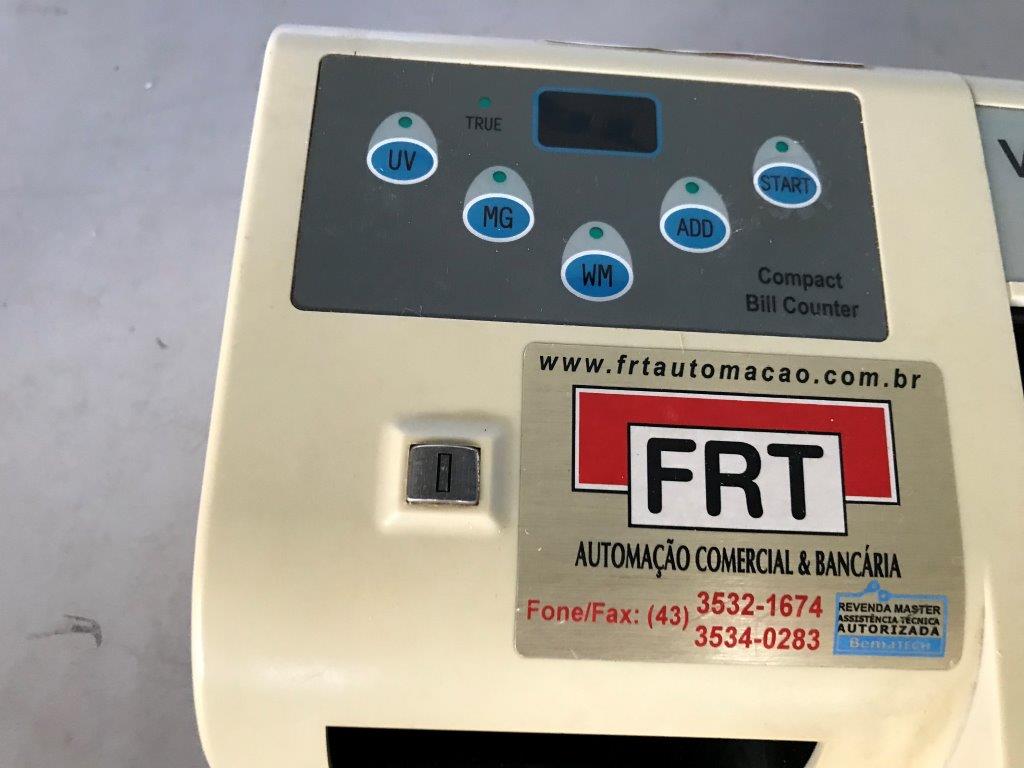 TRUE
UV
MG
WM
ADD
START
Compact
Bill Counter
www.frtautomacao.com.br
FRT
AUTOMAÇÃO COMERCIAL & BANCÁRIA
Fone/Fax: (43) 3532-1674
3534-0283
REVENDA MASTER
ASSISTÊNCIA TÉCNICA
AUTORIZADA
BemaTECH